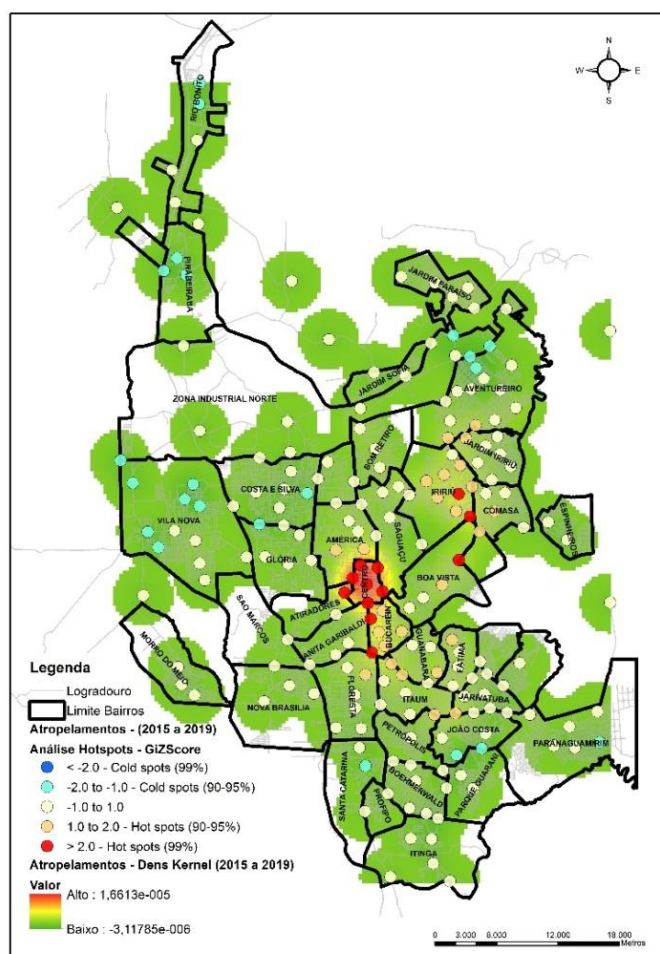 N
W E
S
RIO BONITO
PIRABEIRABA
JARDIM PARAISO
JARDIM SOFIA
AVENTUREIRO
ZONA INDUSTRIAL NORTE
BOM RETIRO
JARDIM IRIRIÚ
COSTA E SILVA
IRIRIÚ
COMASA
VILA NOVA
ESPINHEIROS
AMÉRICA
SAGUAÇU
GLÓRIA
BOA VISTA
CENTRO
ATIRADORES
SAO MARCOS
BUCAREIN
ANITA GARIBALDI
GUANABARA
FATIMA
MORRO DO MEIO
FLORESTA
ITAUM
JARIVATUBA
NOVA BRASILIA
PETRÓPOLIS
JOÃO COSTA
PARANAGUAMIRIM
SANTA CATARINA
BOEHMERWALD
PARQUE GUARANI
PROFIPO
ITINGA
Legenda
Logradouro
Limite Bairros
Atropelamentos - (2015 a 2019)
Análise Hotspots - GiZScore
< -2.0 - Cold spots (99%)
-2.0 to -1.0 - Cold spots (90-95%)
-1.0 to 1.0
1.0 to 2.0 - Hot spots (90-95%)
> 2.0 - Hot spots (99%)
Atropelamentos - Dens Kernel (2015 a 2019)
Valor
Alto : 1,6613e-005
Baixo : -3,11785e-006
0 3.000 6.000 12.000 18.000
Metros